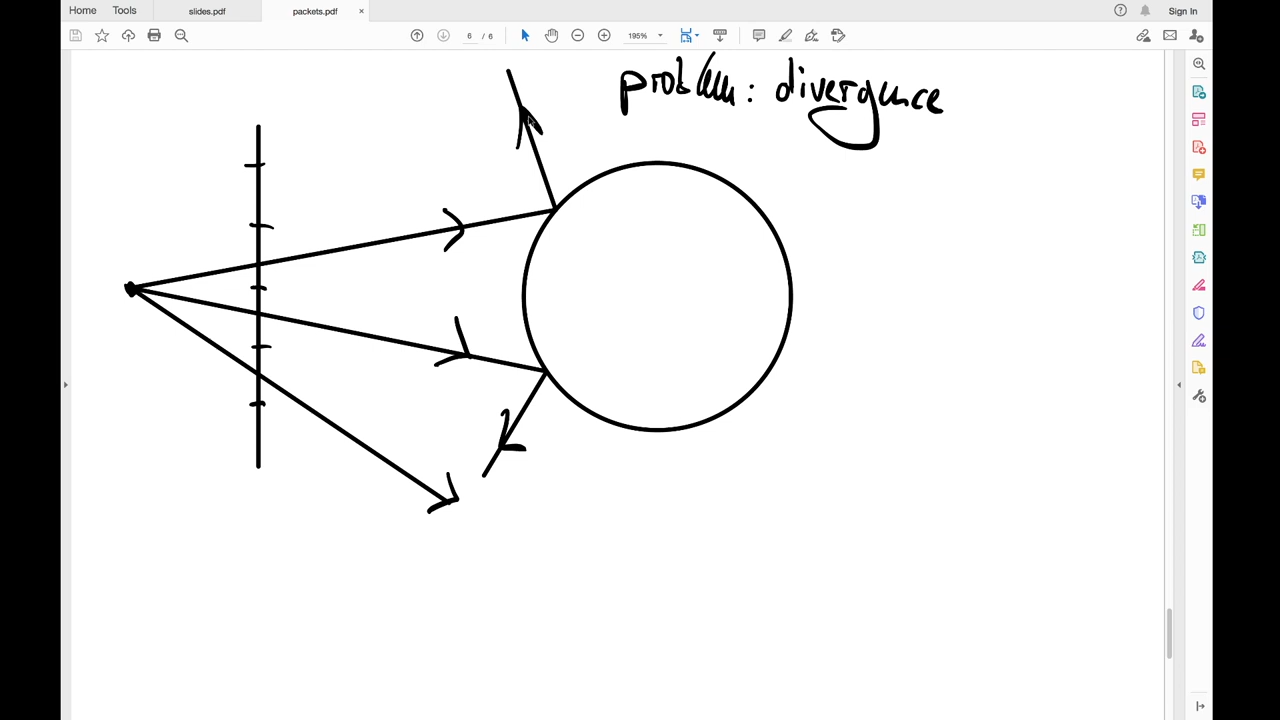 Home Tools slides.pdf packets.pdf × Sign In
6 / 6 195%
problem: divergence